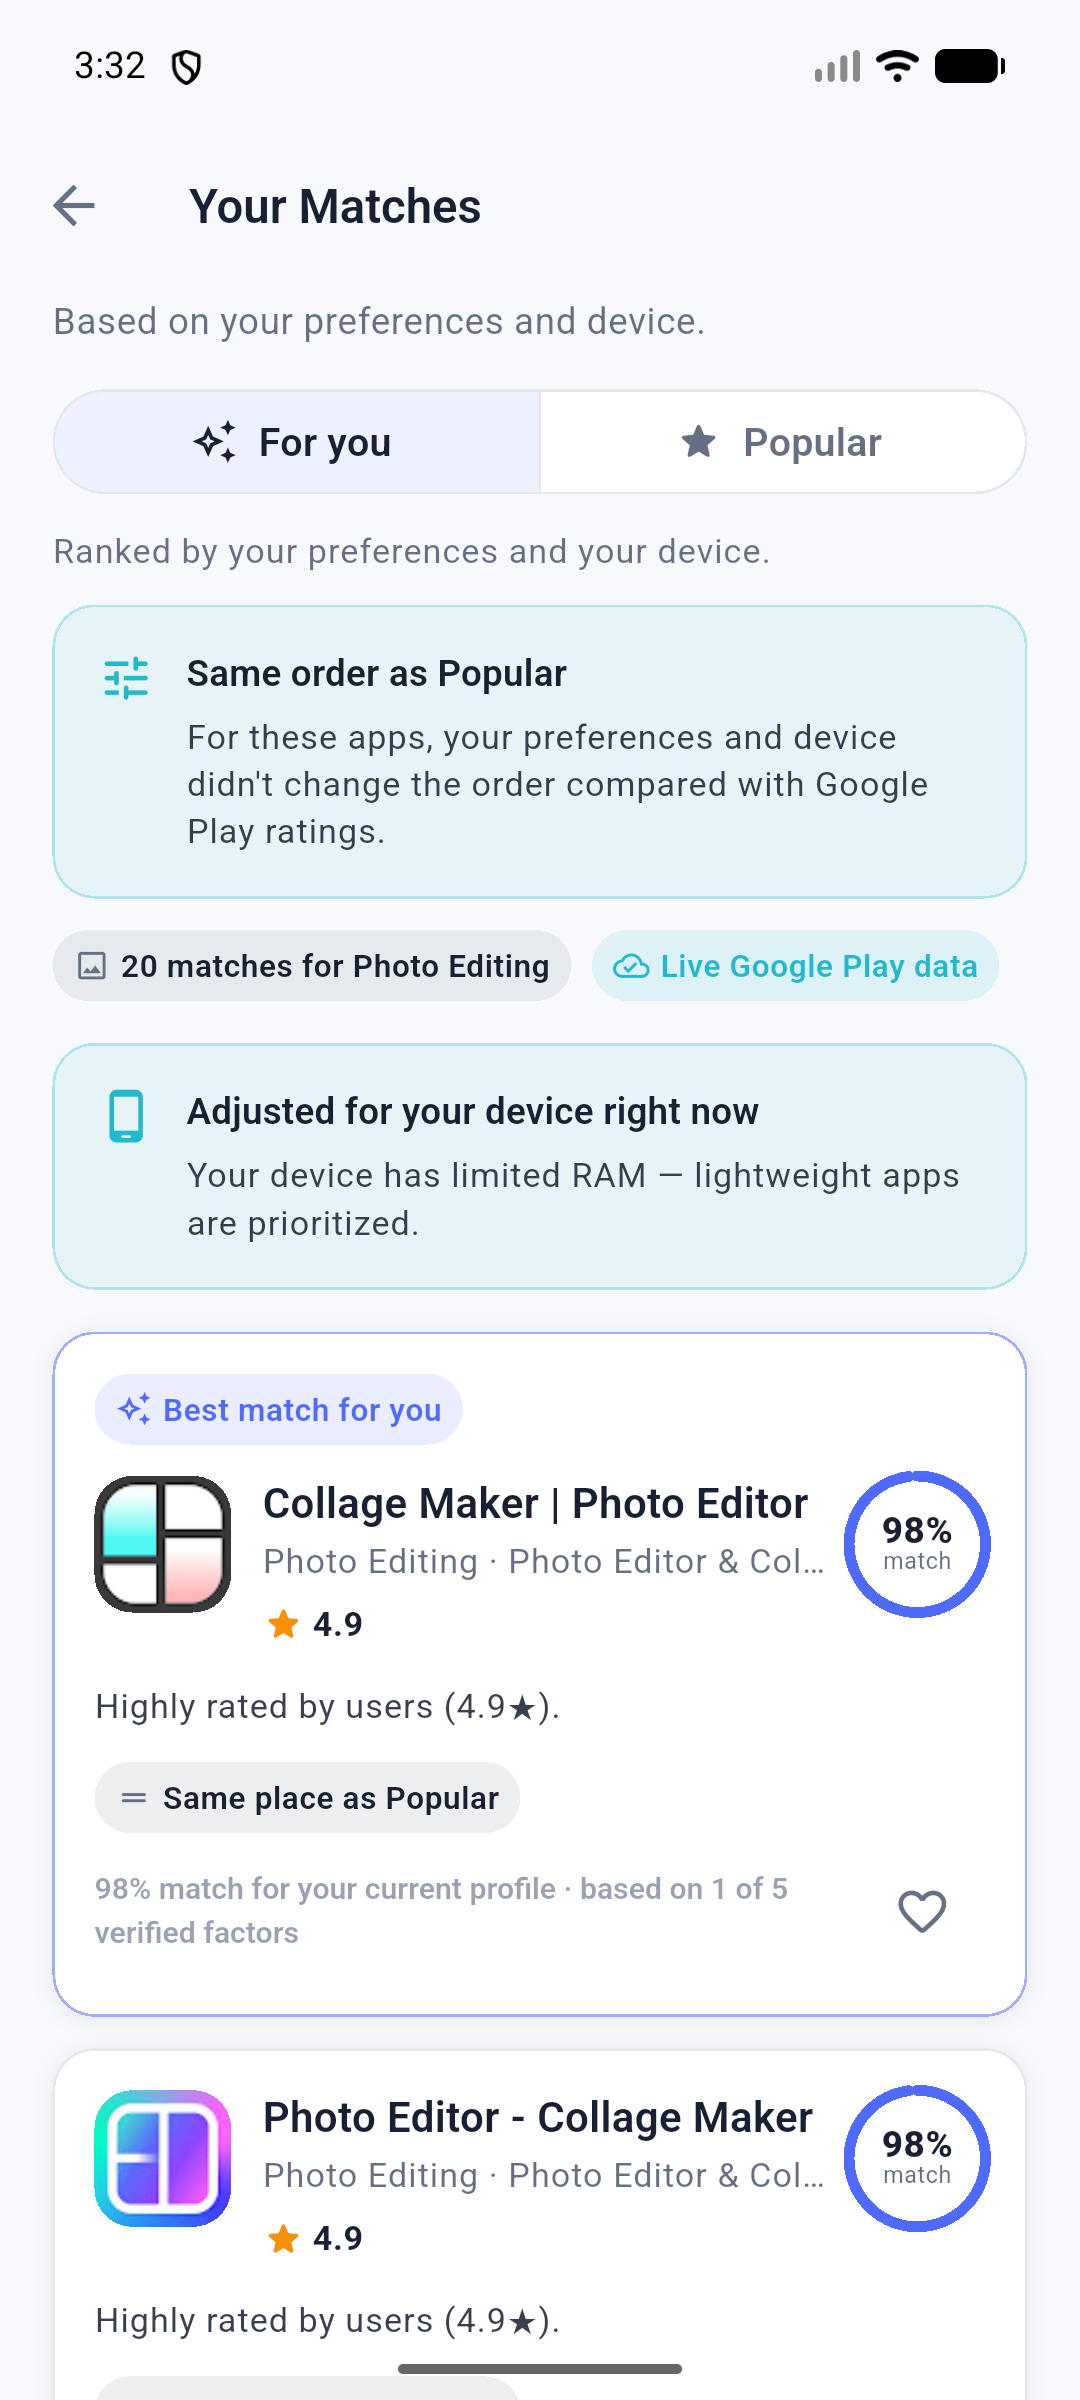 3:32
Your Matches
Based on your preferences and device.
For you
Popular
Ranked by your preferences and your device.
Same order as Popular
For these apps, your preferences and device
didn't change the order compared with Google
Play ratings.
20 matches for Photo Editing
Live Google Play data
Adjusted for your device right now
Your device has limited RAM — lightweight apps
are prioritized.
Best match for you
Collage Maker | Photo Editor
Photo Editing · Photo Editor & Col...
4.9
98%
match
Highly rated by users (4.9★).
Same place as Popular
98% match for your current profile · based on 1 of 5
verified factors
Photo Editor - Collage Maker
Photo Editing · Photo Editor & Col...
4.9
98%
match
Highly rated by users (4.9★).